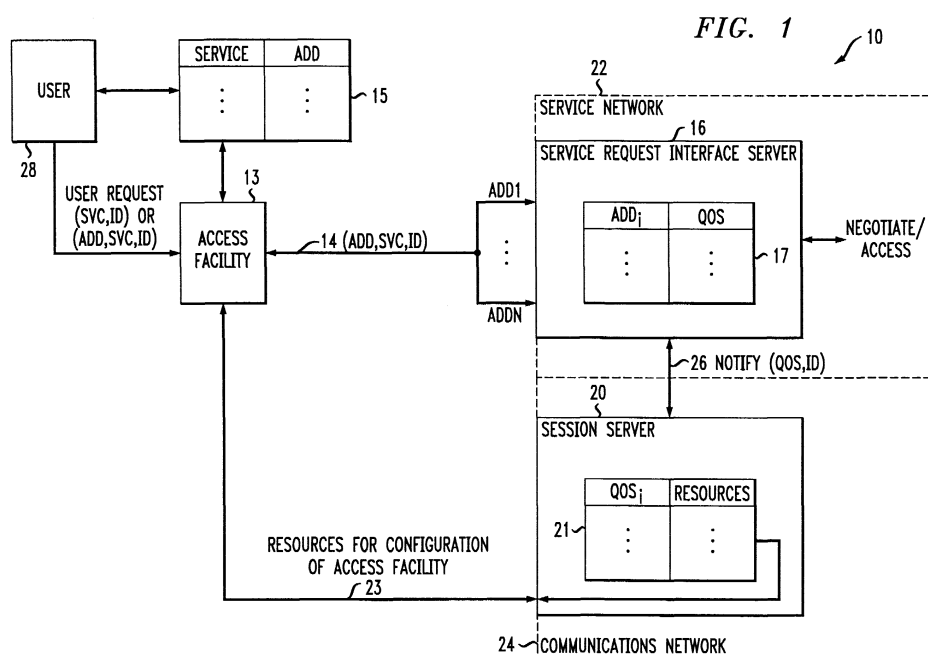 FIG. 1
10
SERVICE ADD
USER
15
22
SERVICE NETWORK
28
16
SERVICE REQUEST INTERFACE SERVER
USER REQUEST
(SVC,ID) OR
(ADD,SVC,ID)
13
ADD1
ACCESS
FACILITY
14 (ADD,SVC,ID)
ADDi QOS
17
NEGOTIATE/
ACCESS
ADDN
26 NOTIFY (QOS,ID)
20
SESSION SERVER
QOSi RESOURCES
21
RESOURCES FOR CONFIGURATION
OF ACCESS FACILITY
23
24 COMMUNICATIONS NETWORK